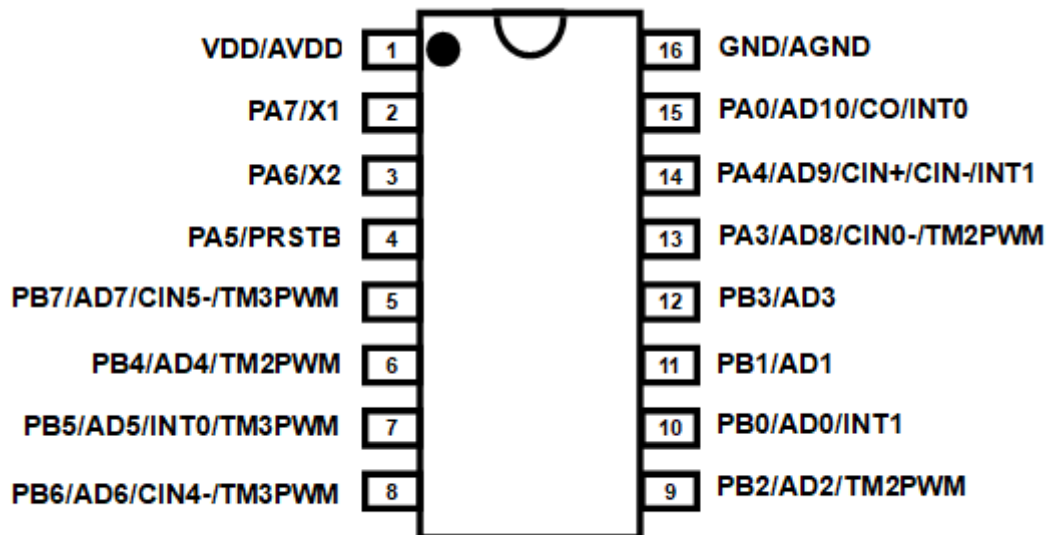 VDD/AVDD 1 16 GND/AGND
PA7/X1 2 15 PA0/AD10/CO/INT0
PA6/X2 3 14 PA4/AD9/CIN+/CIN-/INT1
PA5/PRSTB 4 13 PA3/AD8/CIN0-/TM2PWM
PB7/AD7/CIN5-/TM3PWM 5 12 PB3/AD3
PB4/AD4/TM2PWM 6 11 PB1/AD1
PB5/AD5/INT0/TM3PWM 7 10 PB0/AD0/INT1
PB6/AD6/CIN4-/TM3PWM 8 9 PB2/AD2/TM2PWM